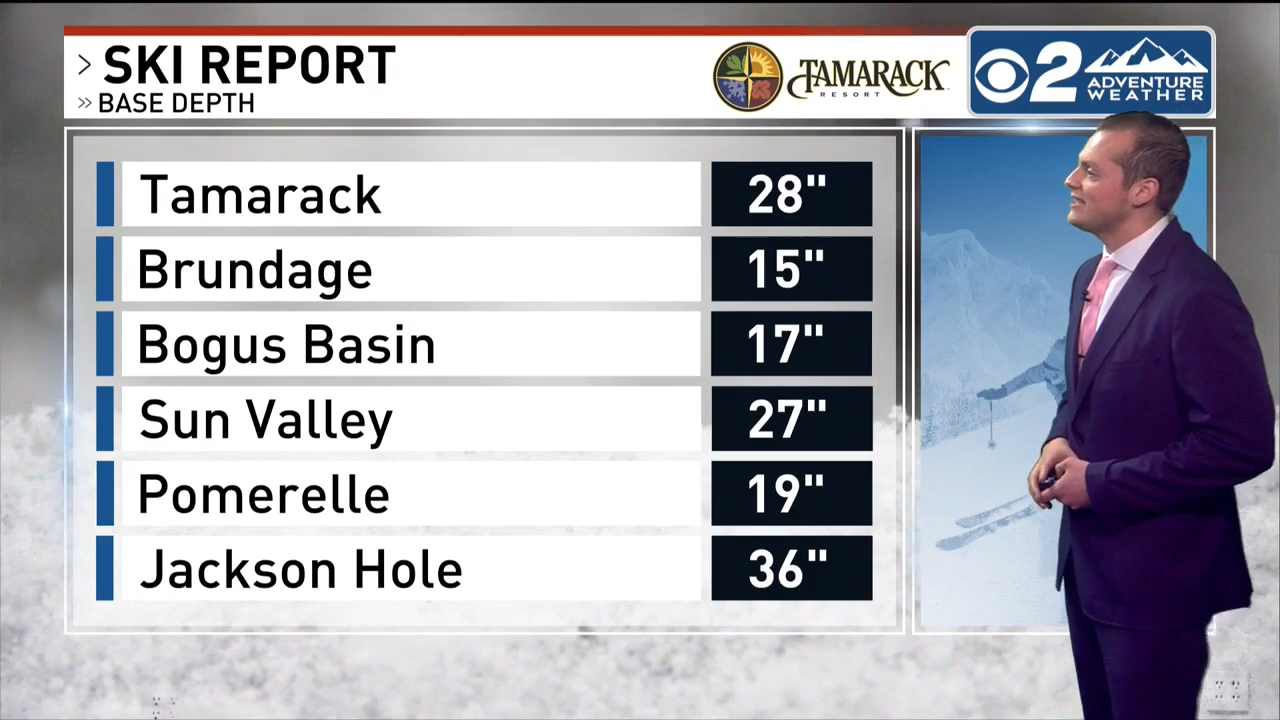 > SKI REPORT
» BASE DEPTH
TAMARACK
RESORT
2
ADVENTURE
WEATHER
Tamarack 28"
Brundage 15"
Bogus Basin 17"
Sun Valley 27"
Pomerelle 19"
Jackson Hole 36"